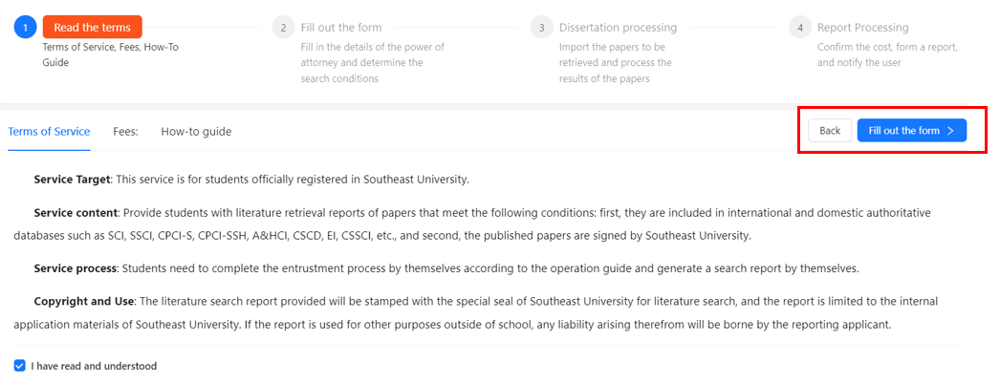 1 Read the terms
Terms of Service, Fees, How-To
Guide
2 Fill out the form
Fill in the details of the power of
attorney and determine the
search conditions
3 Dissertation processing
Import the papers to be
retrieved and process the
results of the papers
4 Report Processing
Confirm the cost, form a report,
and notify the user
Terms of Service Fees: How-to guide Back Fill out the form >
Service Target: This service is for students officially registered in Southeast University.
Service content: Provide students with literature retrieval reports of papers that meet the following conditions: first, they are included in international and domestic authoritative
databases such as SCI, SSCI, CPCI-S, CPCI-SSH, A&HCI, CSCD, EI, CSSCI, etc., and second, the published papers are signed by Southeast University.
Service process: Students need to complete the entrustment process by themselves according to the operation guide and generate a search report by themselves.
Copyright and Use: The literature search report provided will be stamped with the special seal of Southeast University for literature search, and the report is limited to the internal
application materials of Southeast University. If the report is used for other purposes outside of school, any liability arising therefrom will be borne by the reporting applicant.
I have read and understood